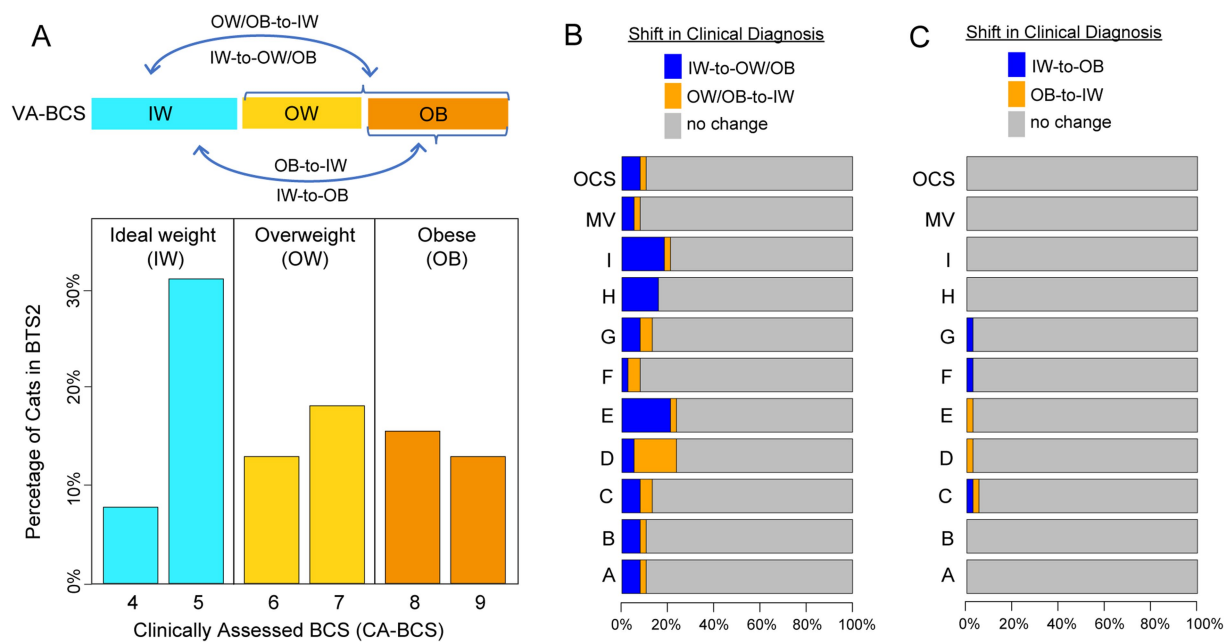 A
OW/OB-to-IW
IW-to-OW/OB
VA-BCS
IW
OW
OB
OB-to-IW
IW-to-OB
Ideal weight
(IW)
Overweight
(OW)
Obese
(OB)
Percetage of Cats in BTS2
30%
20%
10%
0%
4 5 6 7 8 9
Clinically Assessed BCS (CA-BCS)
B
Shift in Clinical Diagnosis
IW-to-OW/OB
OW/OB-to-IW
no change
OCS
MV
I
H
G
F
E
D
C
B
A
0% 20% 40% 60% 80% 100%
C
Shift in Clinical Diagnosis
IW-to-OB
OB-to-IW
no change
OCS
MV
I
H
G
F
E
D
C
B
A
0% 20% 40% 60% 80% 100%